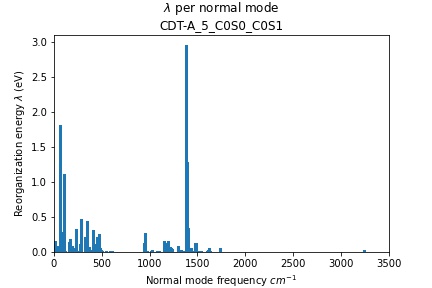 λ per normal mode
CDT-A_5_C0S0_C0S1
Reorganization energy λ (eV)
3.0
2.5
2.0
1.5
1.0
0.5
0.0
0 500 1000 1500 2000 2500 3000 3500
Normal mode frequency cm⁻¹